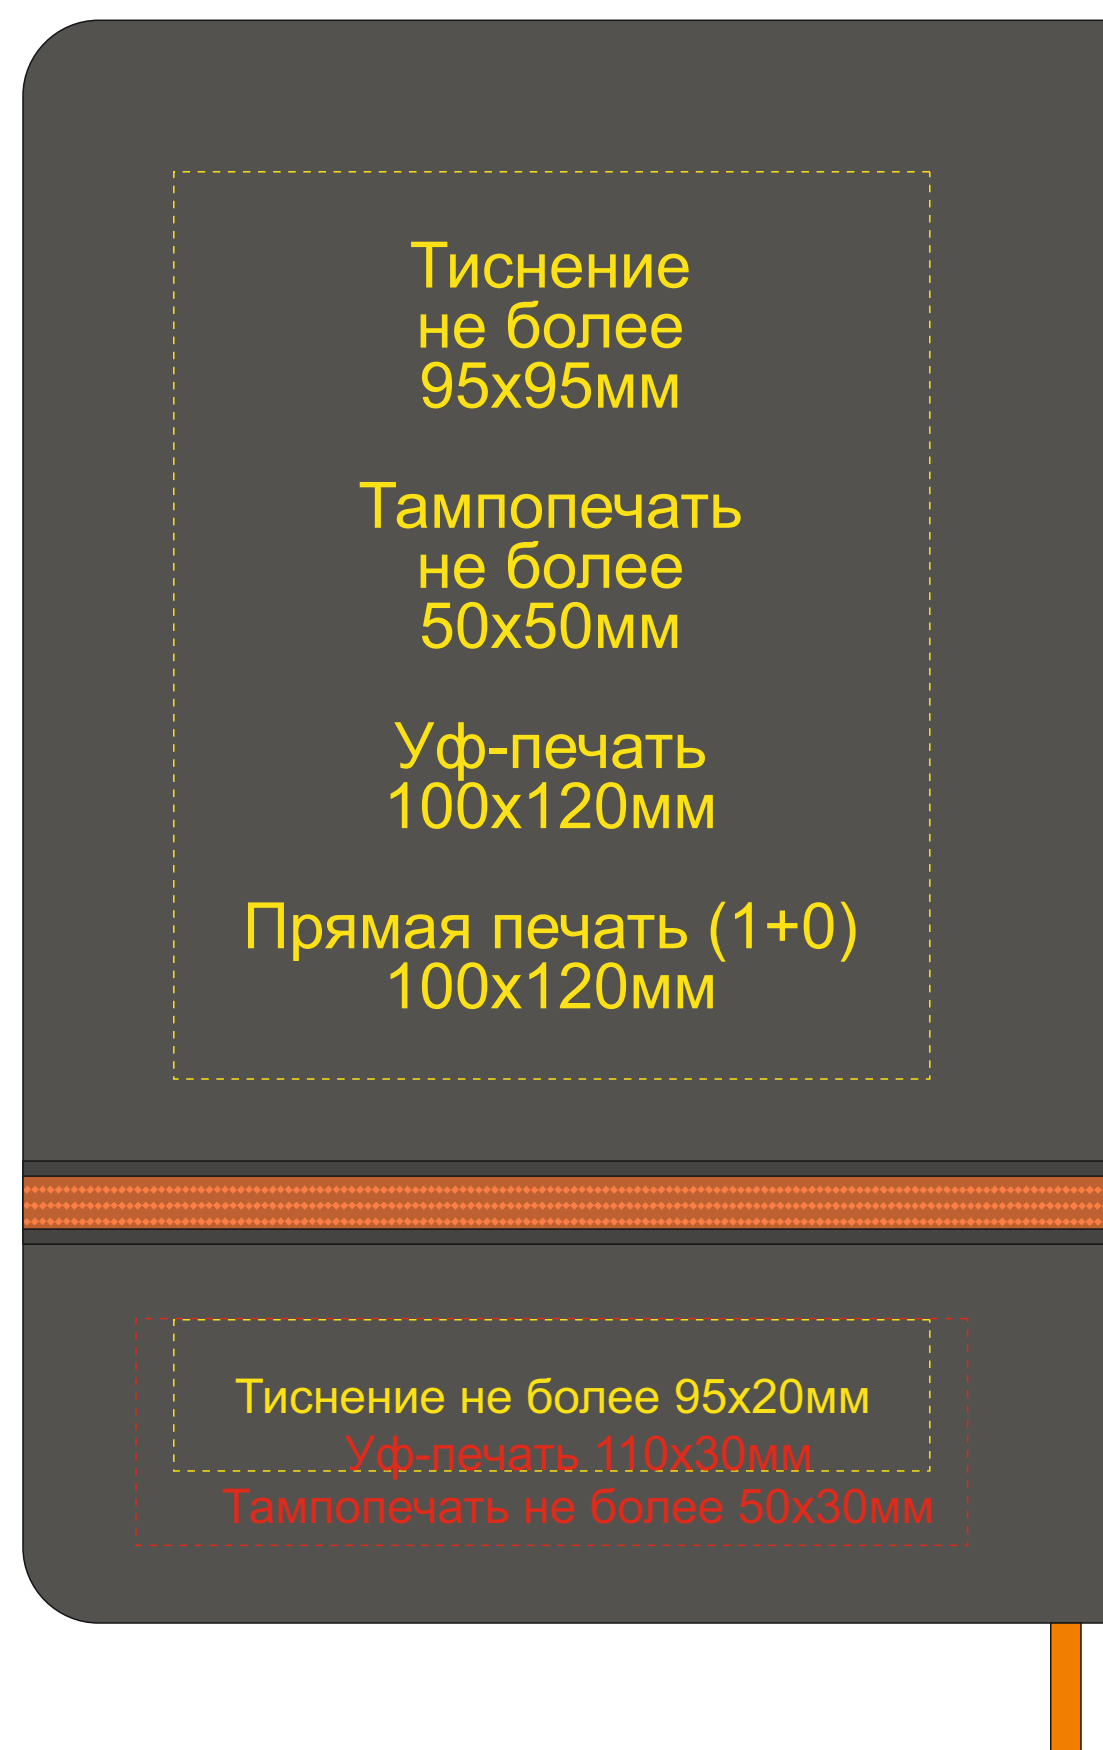 Тиснение
не более
95х95мм
Тампопечать
не более
50х50мм
Уф-печать
100х120мм
Прямая печать (1+0)
100х120мм
Тиснение не более 95х20мм
Уф-печать 110х30мм
Тампопечать не более 50х30мм